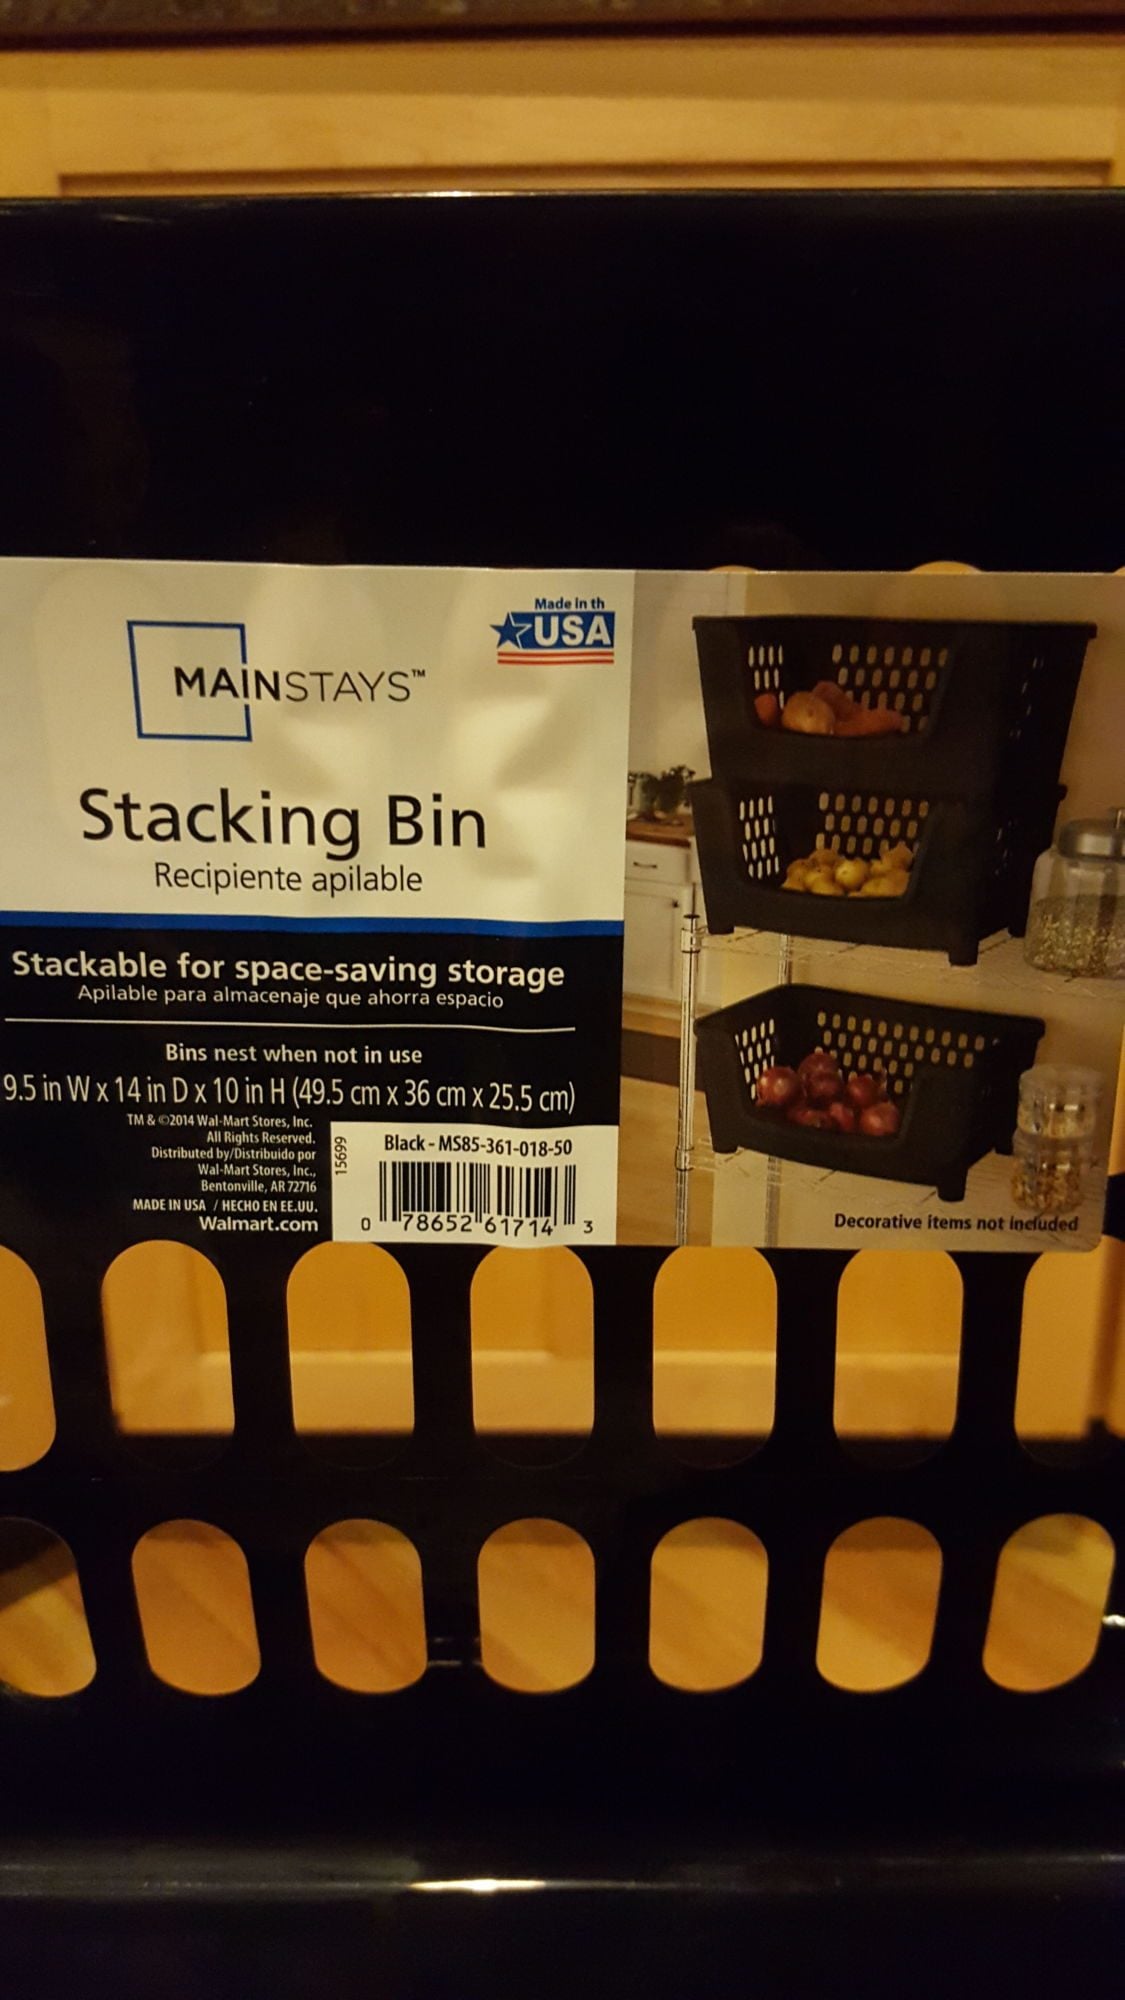 Made in th
USA
MAINSTAYS™
Stacking Bin
Recipiente apilable
Stackable for space-saving storage
Apilable para almacenaje que ahorra espacio
Bins nest when not in use
9.5 in W x 14 in D x 10 in H (49.5 cm x 36 cm x 25.5 cm)
TM & ©2014 Wal-Mart Stores, Inc.
All Rights Reserved.
Distributed by/Distribuido por
Wal-Mart Stores, Inc.,
Bentonville, AR 72716
MADE IN USA / HECHO EN EE.UU.
Walmart.com
15699
Black - MS85-361-018-50
0 78652 61714 3
Decorative items not included